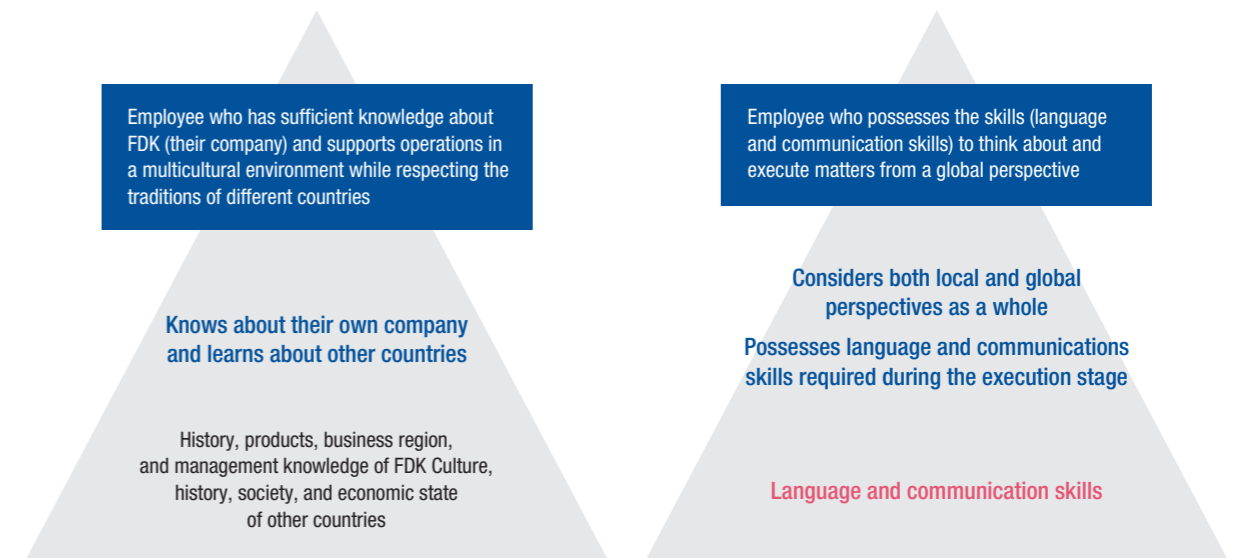 Employee who has sufficient knowledge about
FDK (their company) and supports operations in
a multicultural environment while respecting the
traditions of different countries
Knows about their own company
and learns about other countries
History, products, business region,
and management knowledge of FDK Culture,
history, society, and economic state
of other countries
Employee who possesses the skills (language
and communication skills) to think about and
execute matters from a global perspective
Considers both local and global
perspectives as a whole
Possesses language and communications
skills required during the execution stage
Language and communication skills